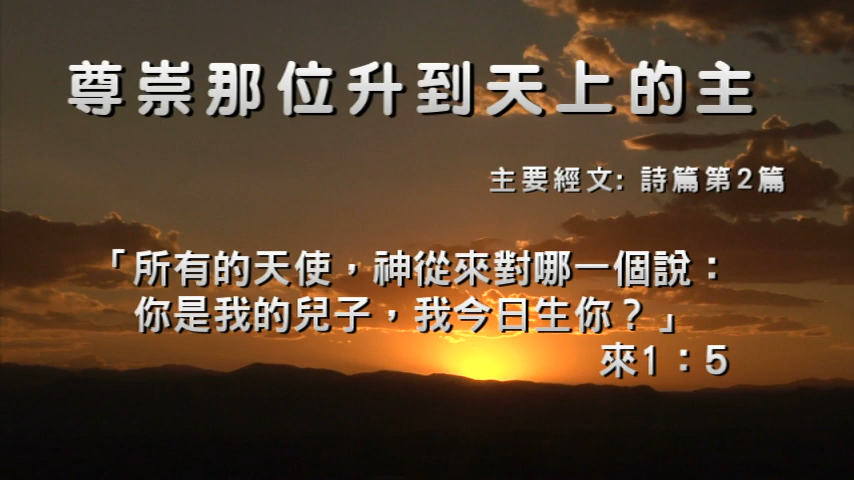 尊崇那位升到天上的主
主要經文: 詩篇第2篇
「所有的天使，神從來對哪一個說：
你是我的兒子，我今日生你？」
來1：5